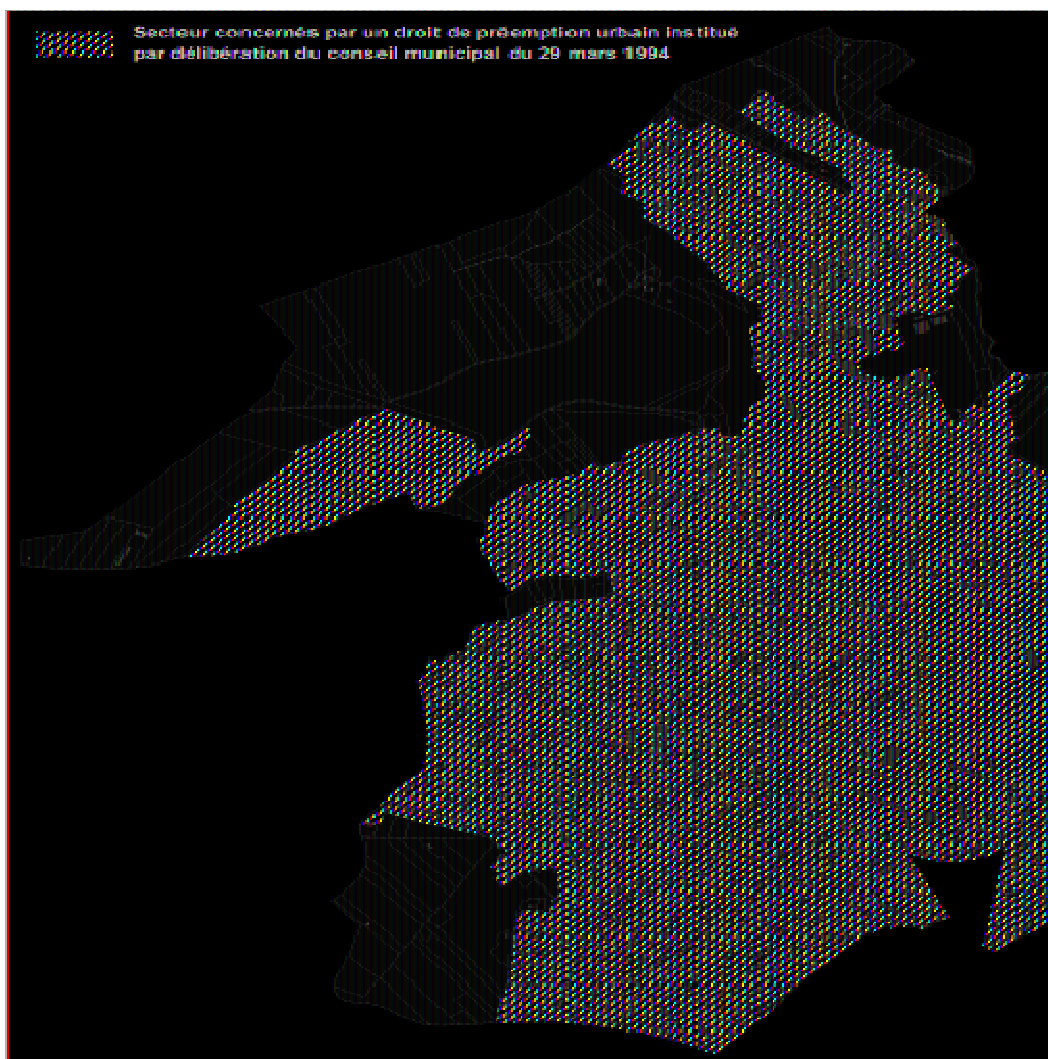 Secteur concernés par un droit de préemption urbain institué
par délibération du conseil municipal du 29 mars 1994